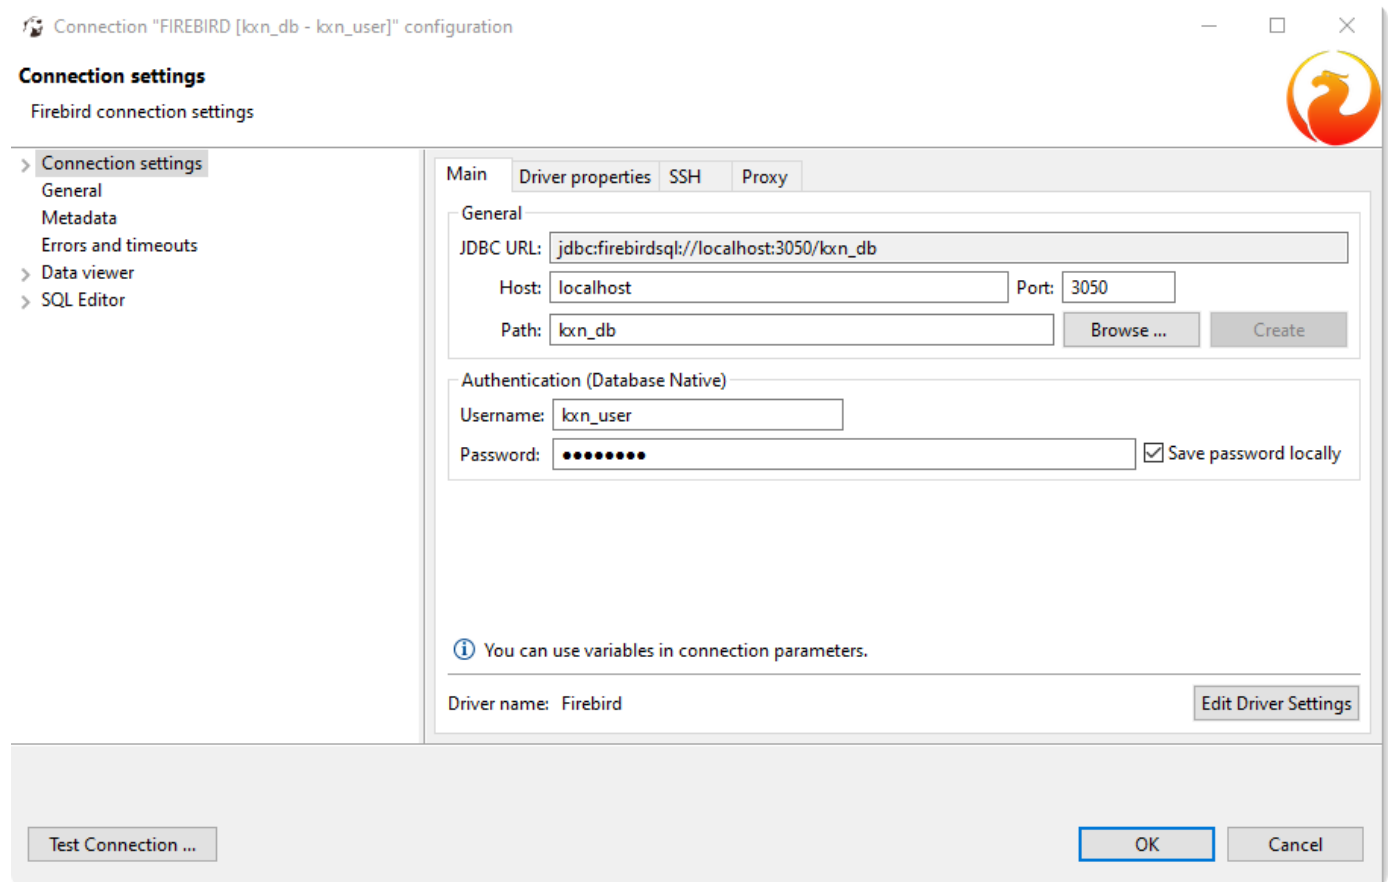 Connection "FIREBIRD [kxn_db - kxn_user]" configuration
Connection settings
Firebird connection settings
Connection settings
General
Metadata
Errors and timeouts
Data viewer
SQL Editor
Main Driver properties SSH Proxy
General
JDBC URL: jdbc:firebirdsql://localhost:3050/kxn_db
Host: localhost Port: 3050
Path: kxn_db Browse ... Create
Authentication (Database Native)
Username: kxn_user
Password: ●●●●●●●● Save password locally
You can use variables in connection parameters.
Driver name: Firebird Edit Driver Settings
Test Connection ... OK Cancel